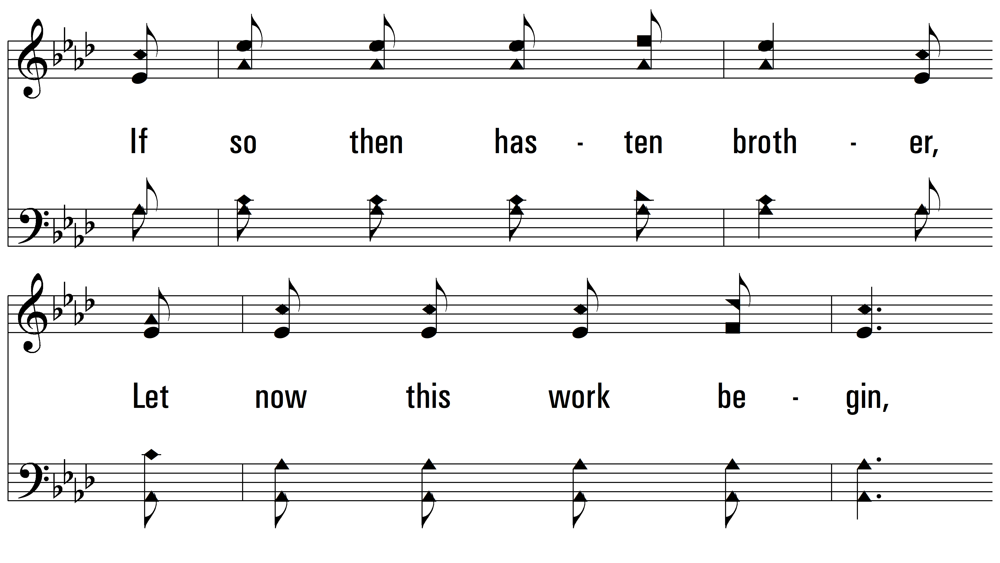 If so then has - ten broth - er,
Let now this work be - gin,